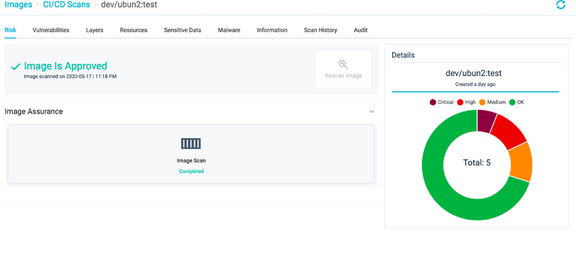 Images / CI/CD Scans / dev/ubun2:test
Risk Vulnerabilities Layers Resources Sensitive Data Malware Information Scan History Audit
Image Is Approved
Image scanned on 2020-05-17 | 11:18 PM
Rescan Image
Image Assurance
Image Scan
Completed
Details
dev/ubun2:test
Created a day ago
Critical High Medium OK
Total: 5